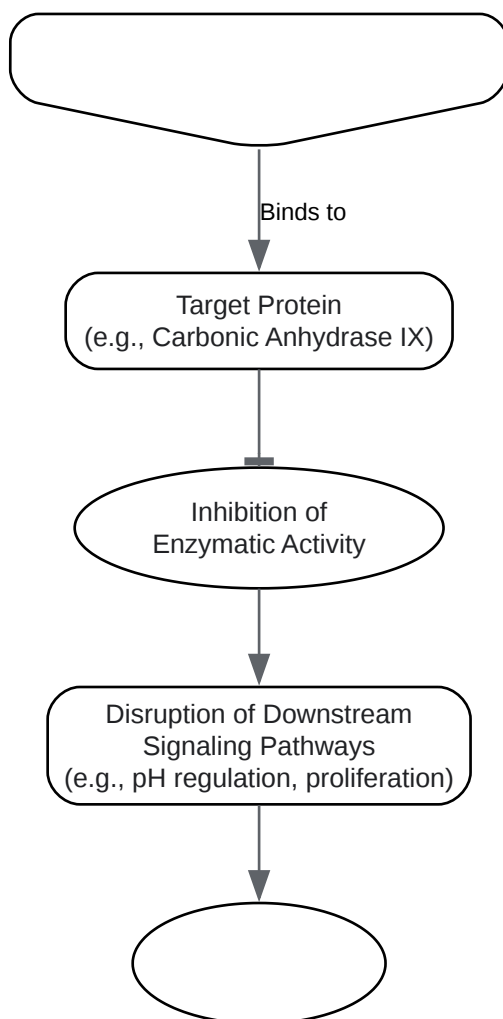 Binds to
Target Protein
(e.g., Carbonic Anhydrase IX)
Inhibition of
Enzymatic Activity
Disruption of Downstream
Signaling Pathways
(e.g., pH regulation, proliferation)